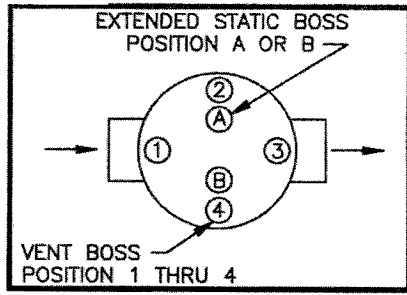 EXTENDED STATIC BOSS
POSITION A OR B
2
A
1
3
B
4
VENT BOSS
POSITION 1 THRU 4